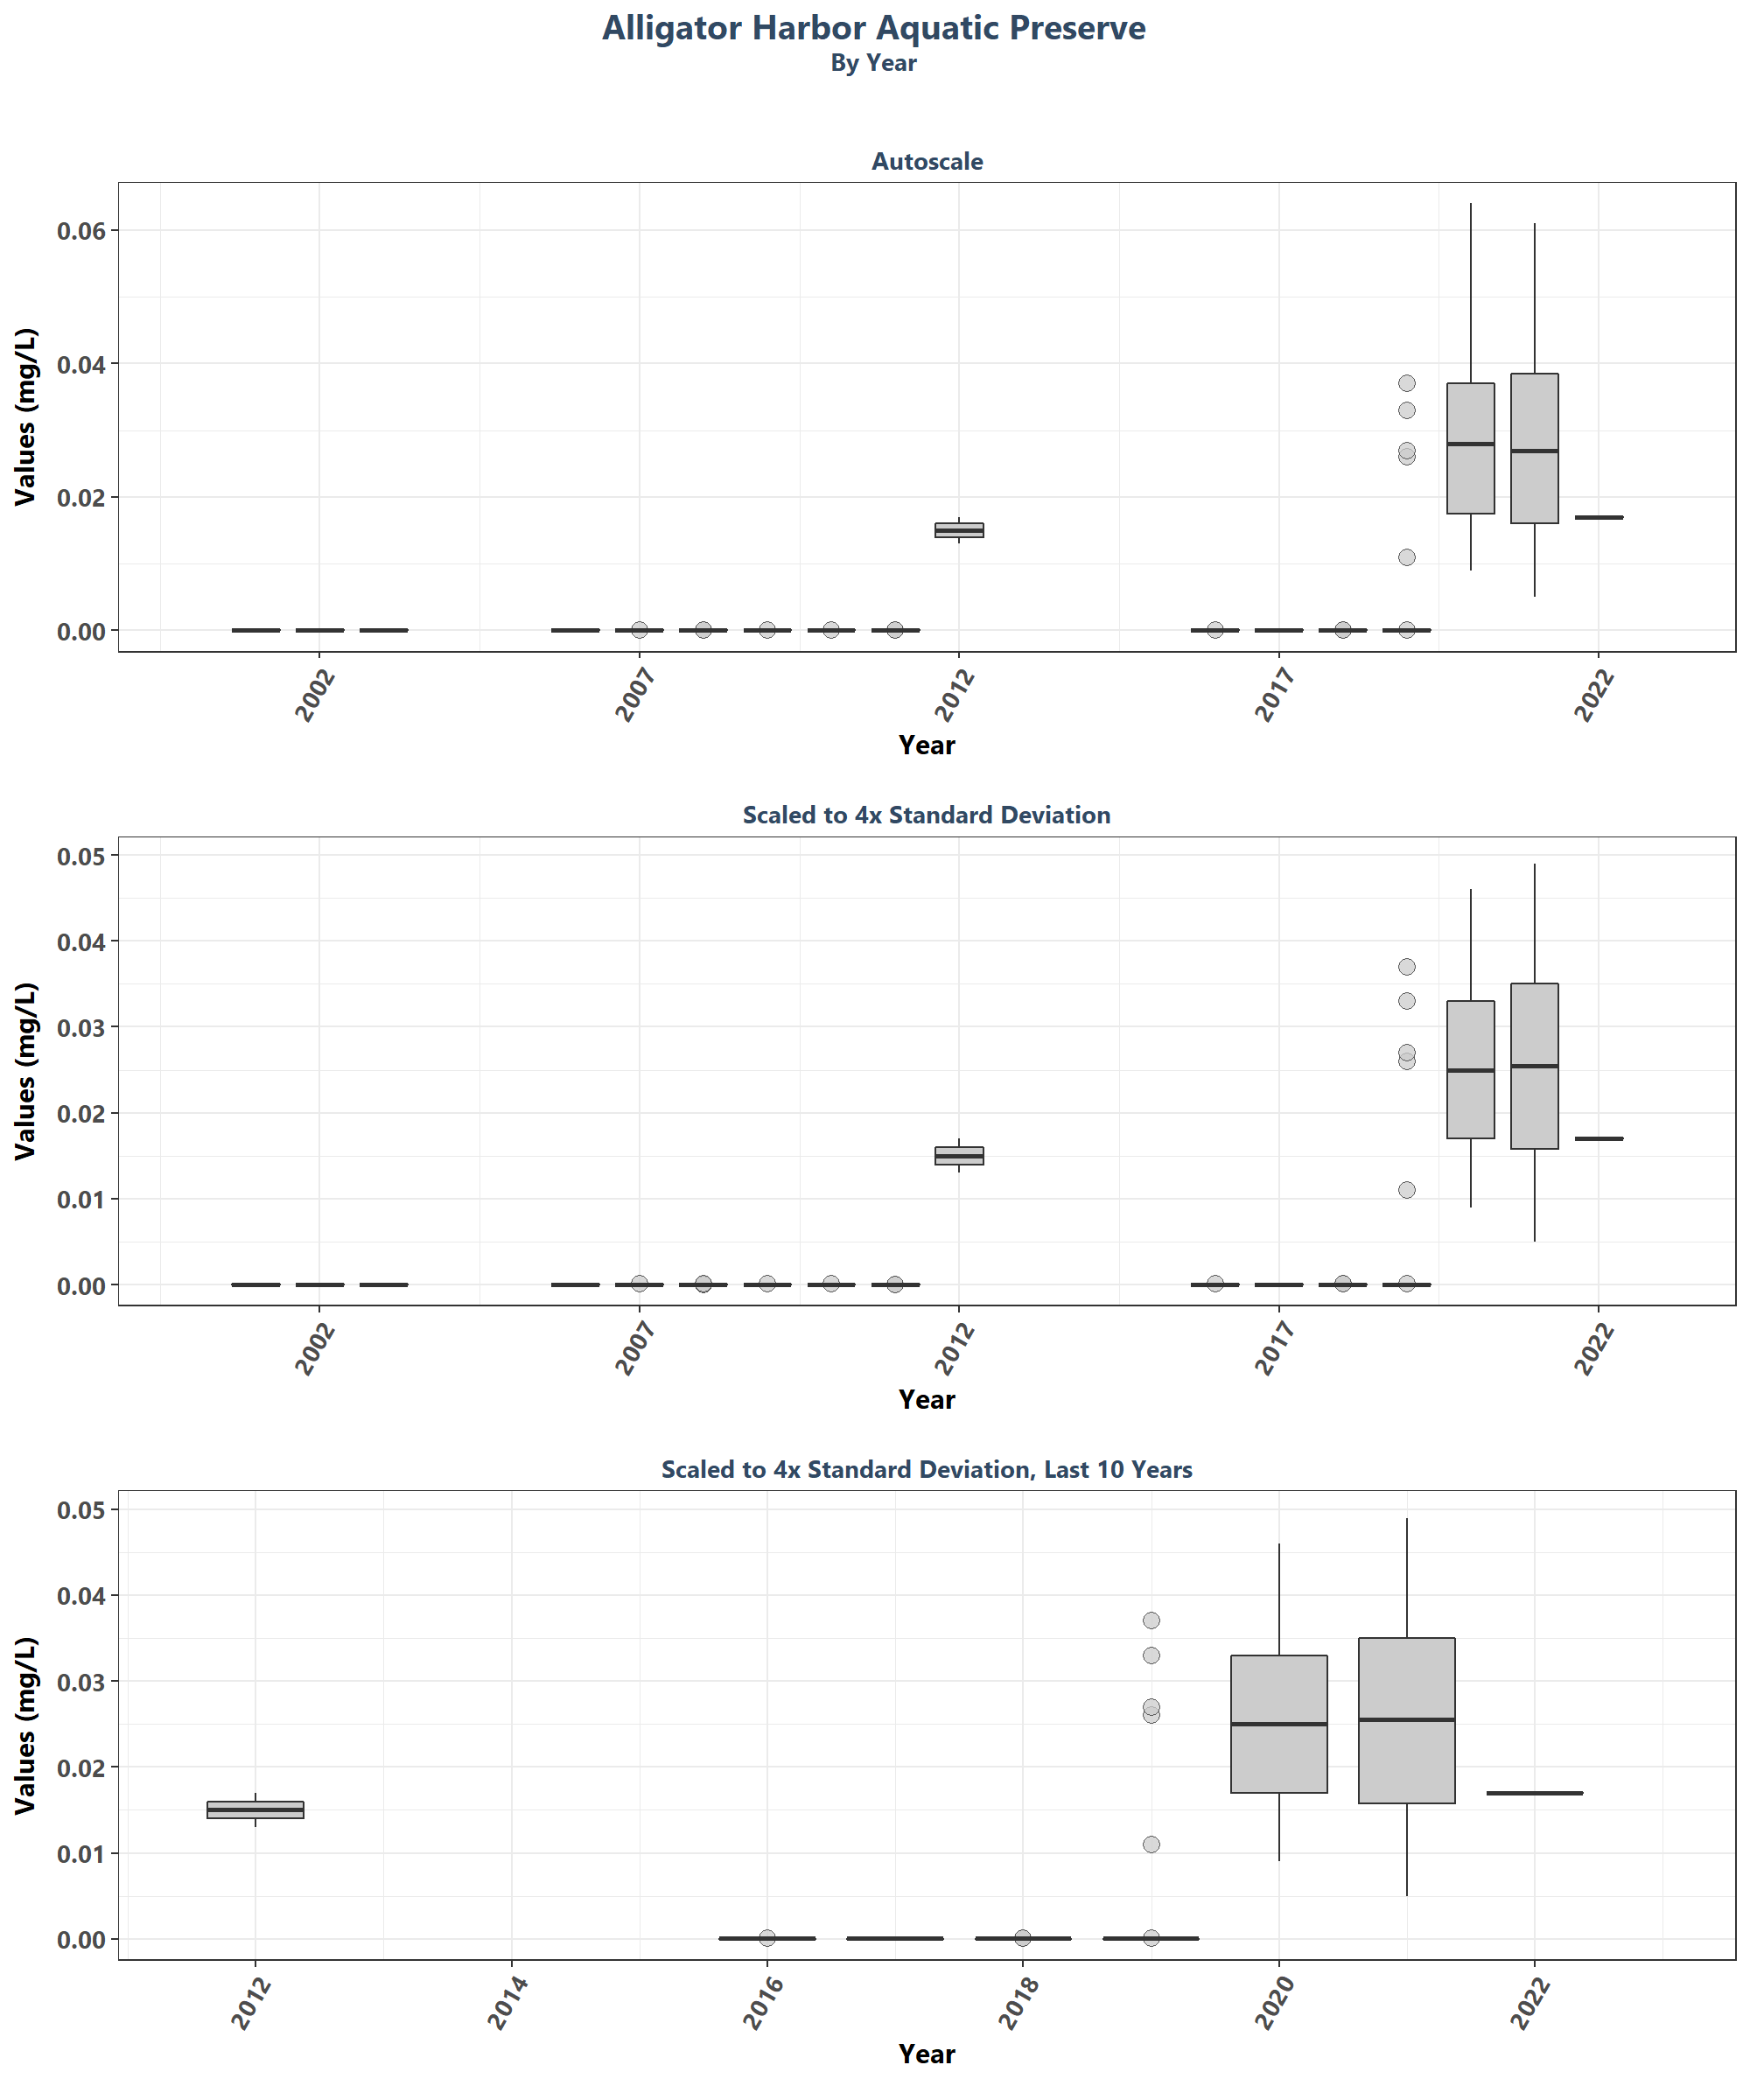 Alligator Harbor Aquatic Preserve
By Year
Autoscale
Values (mg/L)
0.06
0.04
0.02
0.00
2002 2007 2012 2017 2022
Year
Scaled to 4x Standard Deviation
Values (mg/L)
0.05
0.04
0.03
0.02
0.01
0.00
2002 2007 2012 2017 2022
Year
Scaled to 4x Standard Deviation, Last 10 Years
Values (mg/L)
0.05
0.04
0.03
0.02
0.01
0.00
2012 2014 2016 2018 2020 2022
Year